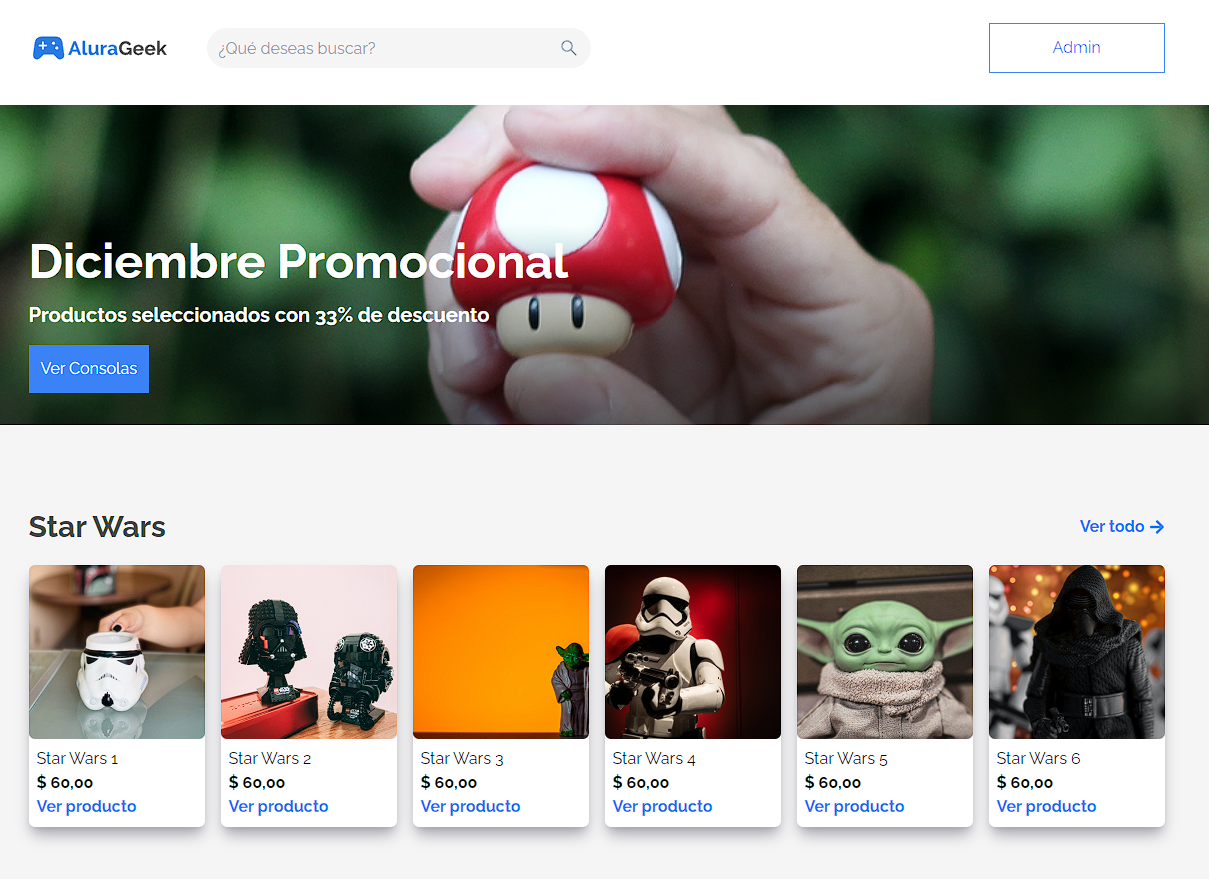 AluraGeek
¿Qué deseas buscar?
Admin
Diciembre Promocional
Productos seleccionados con 33% de descuento
Ver Consolas
Star Wars
Ver todo
Star Wars 1
$ 60,00
Ver producto
Star Wars 2
$ 60,00
Ver producto
Star Wars 3
$ 60,00
Ver producto
Star Wars 4
$ 60,00
Ver producto
Star Wars 5
$ 60,00
Ver producto
Star Wars 6
$ 60,00
Ver producto